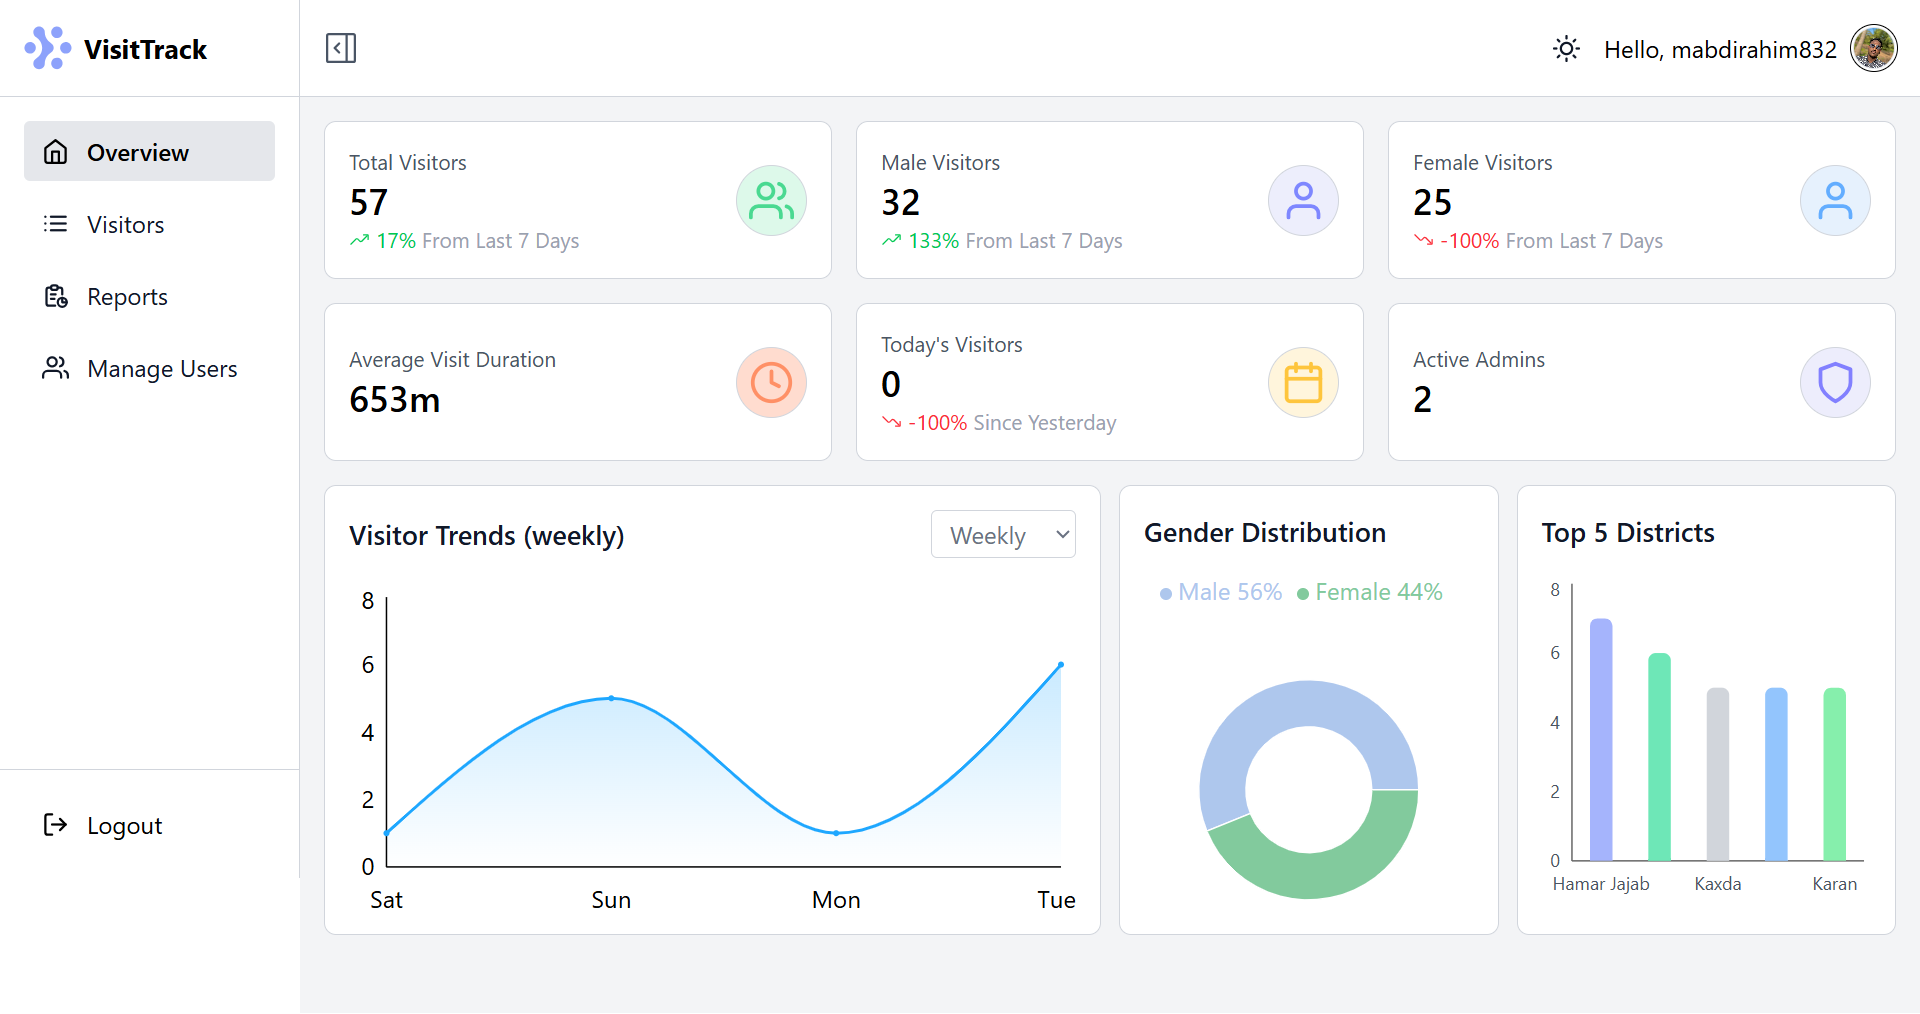 VisitTrack
Hello, mabdirahim832
Overview
Visitors
Reports
Manage Users
Logout
Total Visitors
57
17% From Last 7 Days
Male Visitors
32
133% From Last 7 Days
Female Visitors
25
-100% From Last 7 Days
Average Visit Duration
653m
Today's Visitors
0
-100% Since Yesterday
Active Admins
2
Visitor Trends (weekly)
Weekly
8
6
4
2
0
Sat Sun Mon Tue
Gender Distribution
Male 56% Female 44%
Top 5 Districts
8
6
4
2
0
Hamar Jajab Kaxda Karan